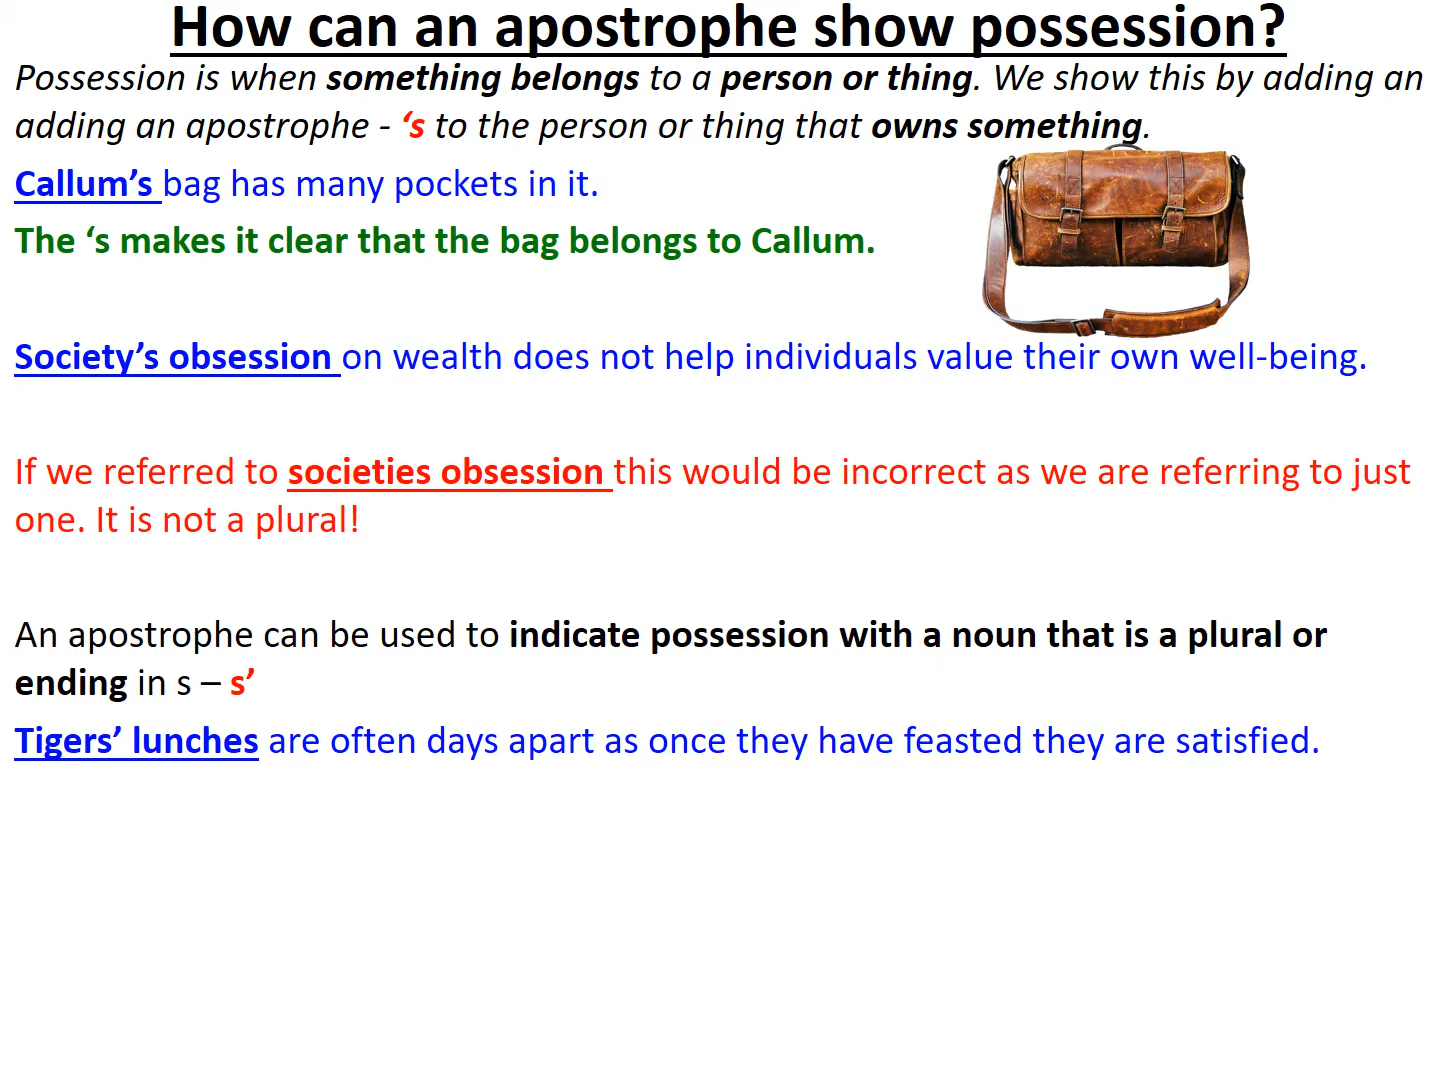 How can an apostrophe show possession?
Possession is when something belongs to a person or thing. We show this by adding an
adding an apostrophe - ‘s to the person or thing that owns something.
Callum’s bag has many pockets in it.
The ‘s makes it clear that the bag belongs to Callum.
Society’s obsession on wealth does not help individuals value their own well-being.
If we referred to societies obsession this would be incorrect as we are referring to just
one. It is not a plural!
An apostrophe can be used to indicate possession with a noun that is a plural or
ending in s – s’
Tigers’ lunches are often days apart as once they have feasted they are satisfied.